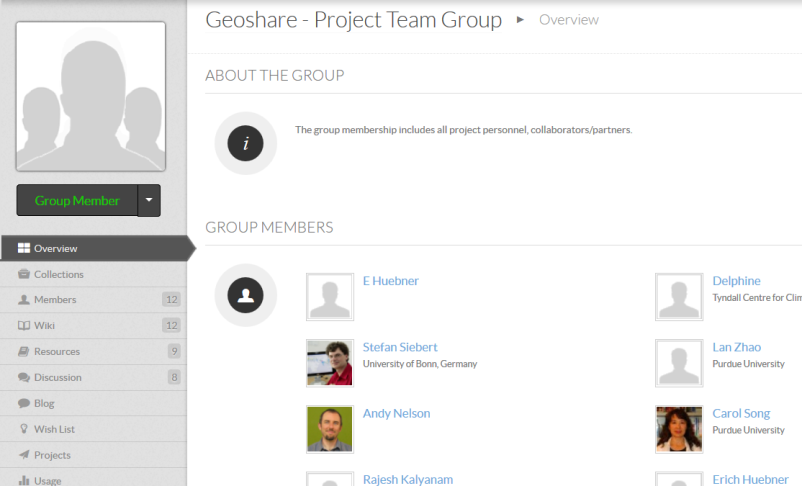 Geoshare - Project Team Group ▸ Overview
ABOUT THE GROUP
i
The group membership includes all project personnel, collaborators/partners.
Group Member
Overview
Collections
Members 12
Wiki 12
Resources 9
Discussion 8
Blog
Wish List
Projects
Usage
GROUP MEMBERS
E Huebner
Delphine
Tyndall Centre for Clim
Stefan Siebert
University of Bonn, Germany
Lan Zhao
Purdue University
Andy Nelson
Carol Song
Purdue University
Rajesh Kalyanam
Erich Huebner